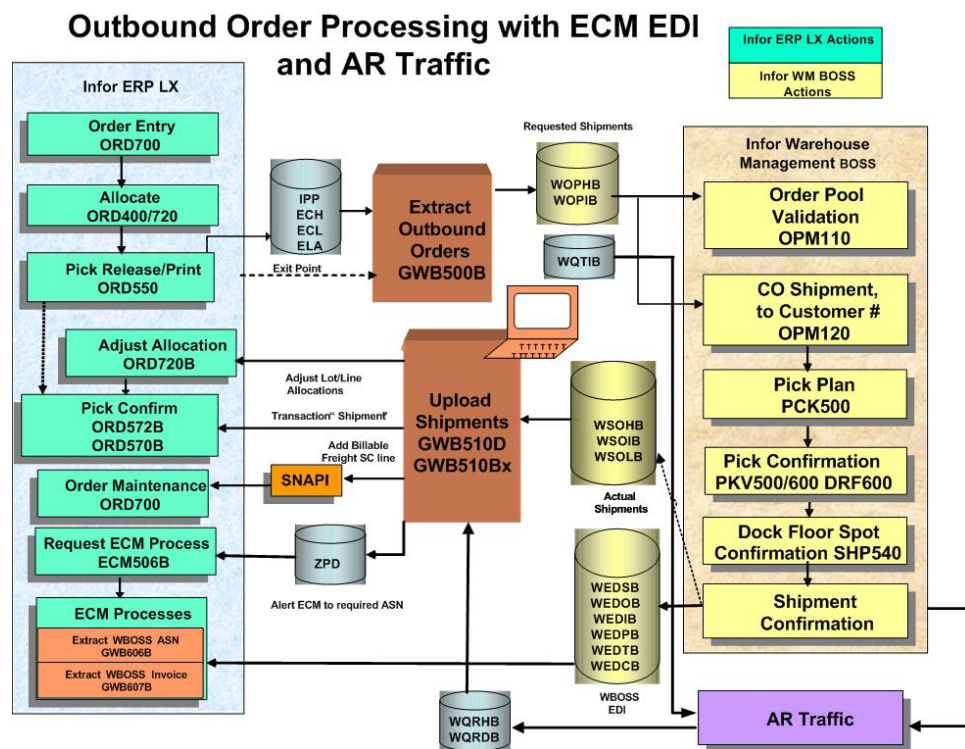 Outbound Order Processing with ECM EDI
and AR Traffic
Infor ERP LX Actions
Infor WM BOSS
Actions
Infor ERP LX
Order Entry
ORD700
Allocate
ORD400/720
Pick Release/Print
ORD550
Adjust Allocation
ORD720B
Pick Confirm
ORD572B
ORD570B
Order Maintenance
ORD700
Request ECM Process
ECM506B
ECM Processes
Extract WBOSS ASN
GWB606B
Extract WBOSS Invoice
GWB607B
IPP
ECH
ECL
ELA
Exit Point
Extract
Outbound
Orders
GWB500B
Requested Shipments
WOPHB
WOPIB
WQTIB
Adjust Lot/Line
Allocations
Transaction" Shipment'
Add Billable
Freight SC line
SNAPI
ZPD
Alert ECM to required ASN
Upload
Shipments
GWB510D
GWB510Bx
WSOHB
WSOIB
WSOLB
Actual
Shipments
WEDSB
WEDOB
WEDIB
WEDPB
WEDTB
WEDCB
WBOSS
EDI
WQRHB
WQRDB
Infor Warehouse
Management BOSS
Order Pool
Validation
OPM110
CO Shipment,
to Customer #
OPM120
Pick Plan
PCK500
Pick Confirmation
PKV500/600 DRF600
Dock Floor Spot
Confirmation SHP540
Shipment
Confirmation
AR Traffic